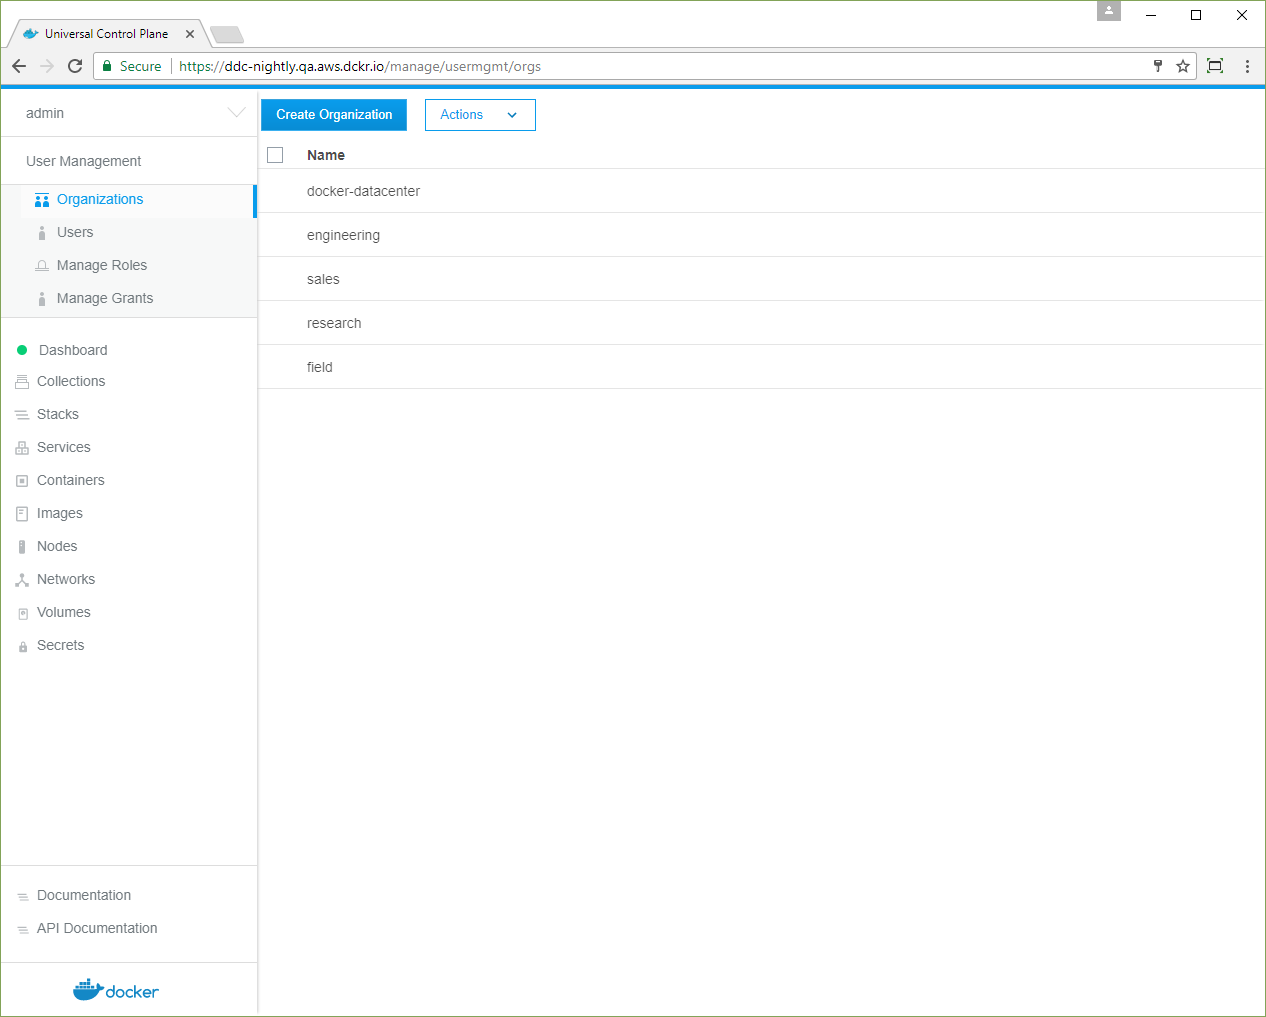 Universal Control Plane
Secure https://ddc-nightly.qa.aws.dckr.io/manage/usermgmt/orgs
admin
User Management
Organizations
Users
Manage Roles
Manage Grants
Dashboard
Collections
Stacks
Services
Containers
Images
Nodes
Networks
Volumes
Secrets
Documentation
API Documentation
docker
Create Organization Actions
Name
docker-datacenter
engineering
sales
research
field